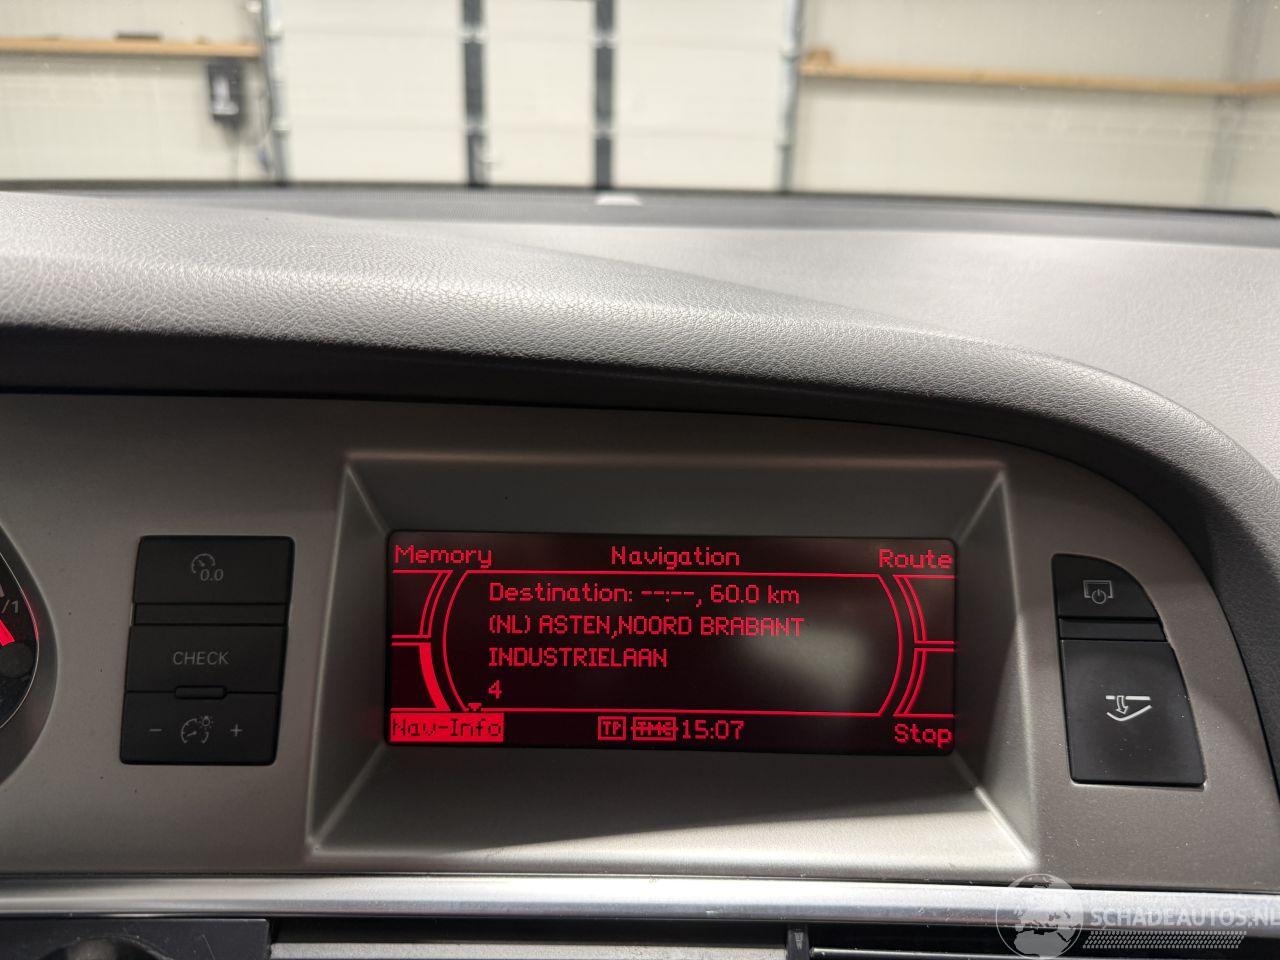 Memory Navigation Route
Destination: --:--, 60.0 km
(NL) ASTEN,NOORD BRABANT
INDUSTRIELAAN
4
Nav-Info TP TMC 15:07 Stop
0.0
CHECK
- +
/1
SCHADEAUTOS.NL